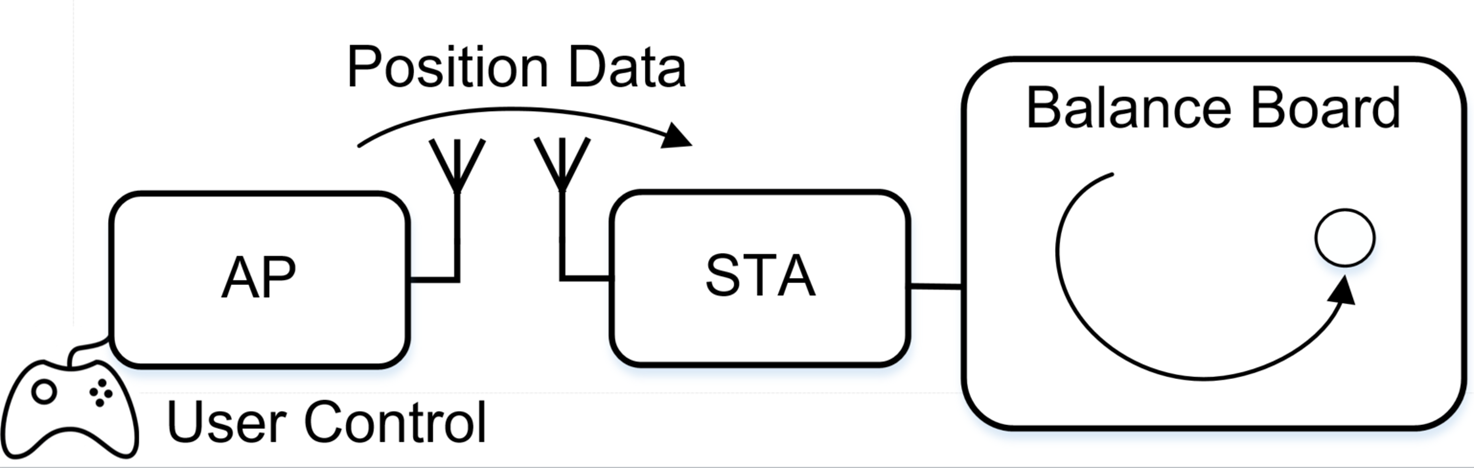 Position Data
Balance Board
AP
STA
User Control